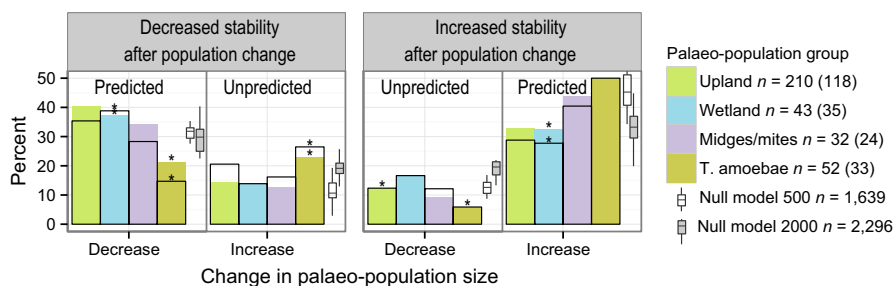 Decreased stability
after population change
Increased stability
after population change
Predicted
Unpredicted
Unpredicted
Predicted
Percent
50
40
30
20
10
0
* *
* *
* *
*
*
* *
Decrease
Increase
Decrease
Increase
Change in palaeo-population size
Palaeo-population group
Upland n = 210 (118)
Wetland n = 43 (35)
Midges/mites n = 32 (24)
T. amoebae n = 52 (33)
Null model 500 n = 1,639
Null model 2000 n = 2,296